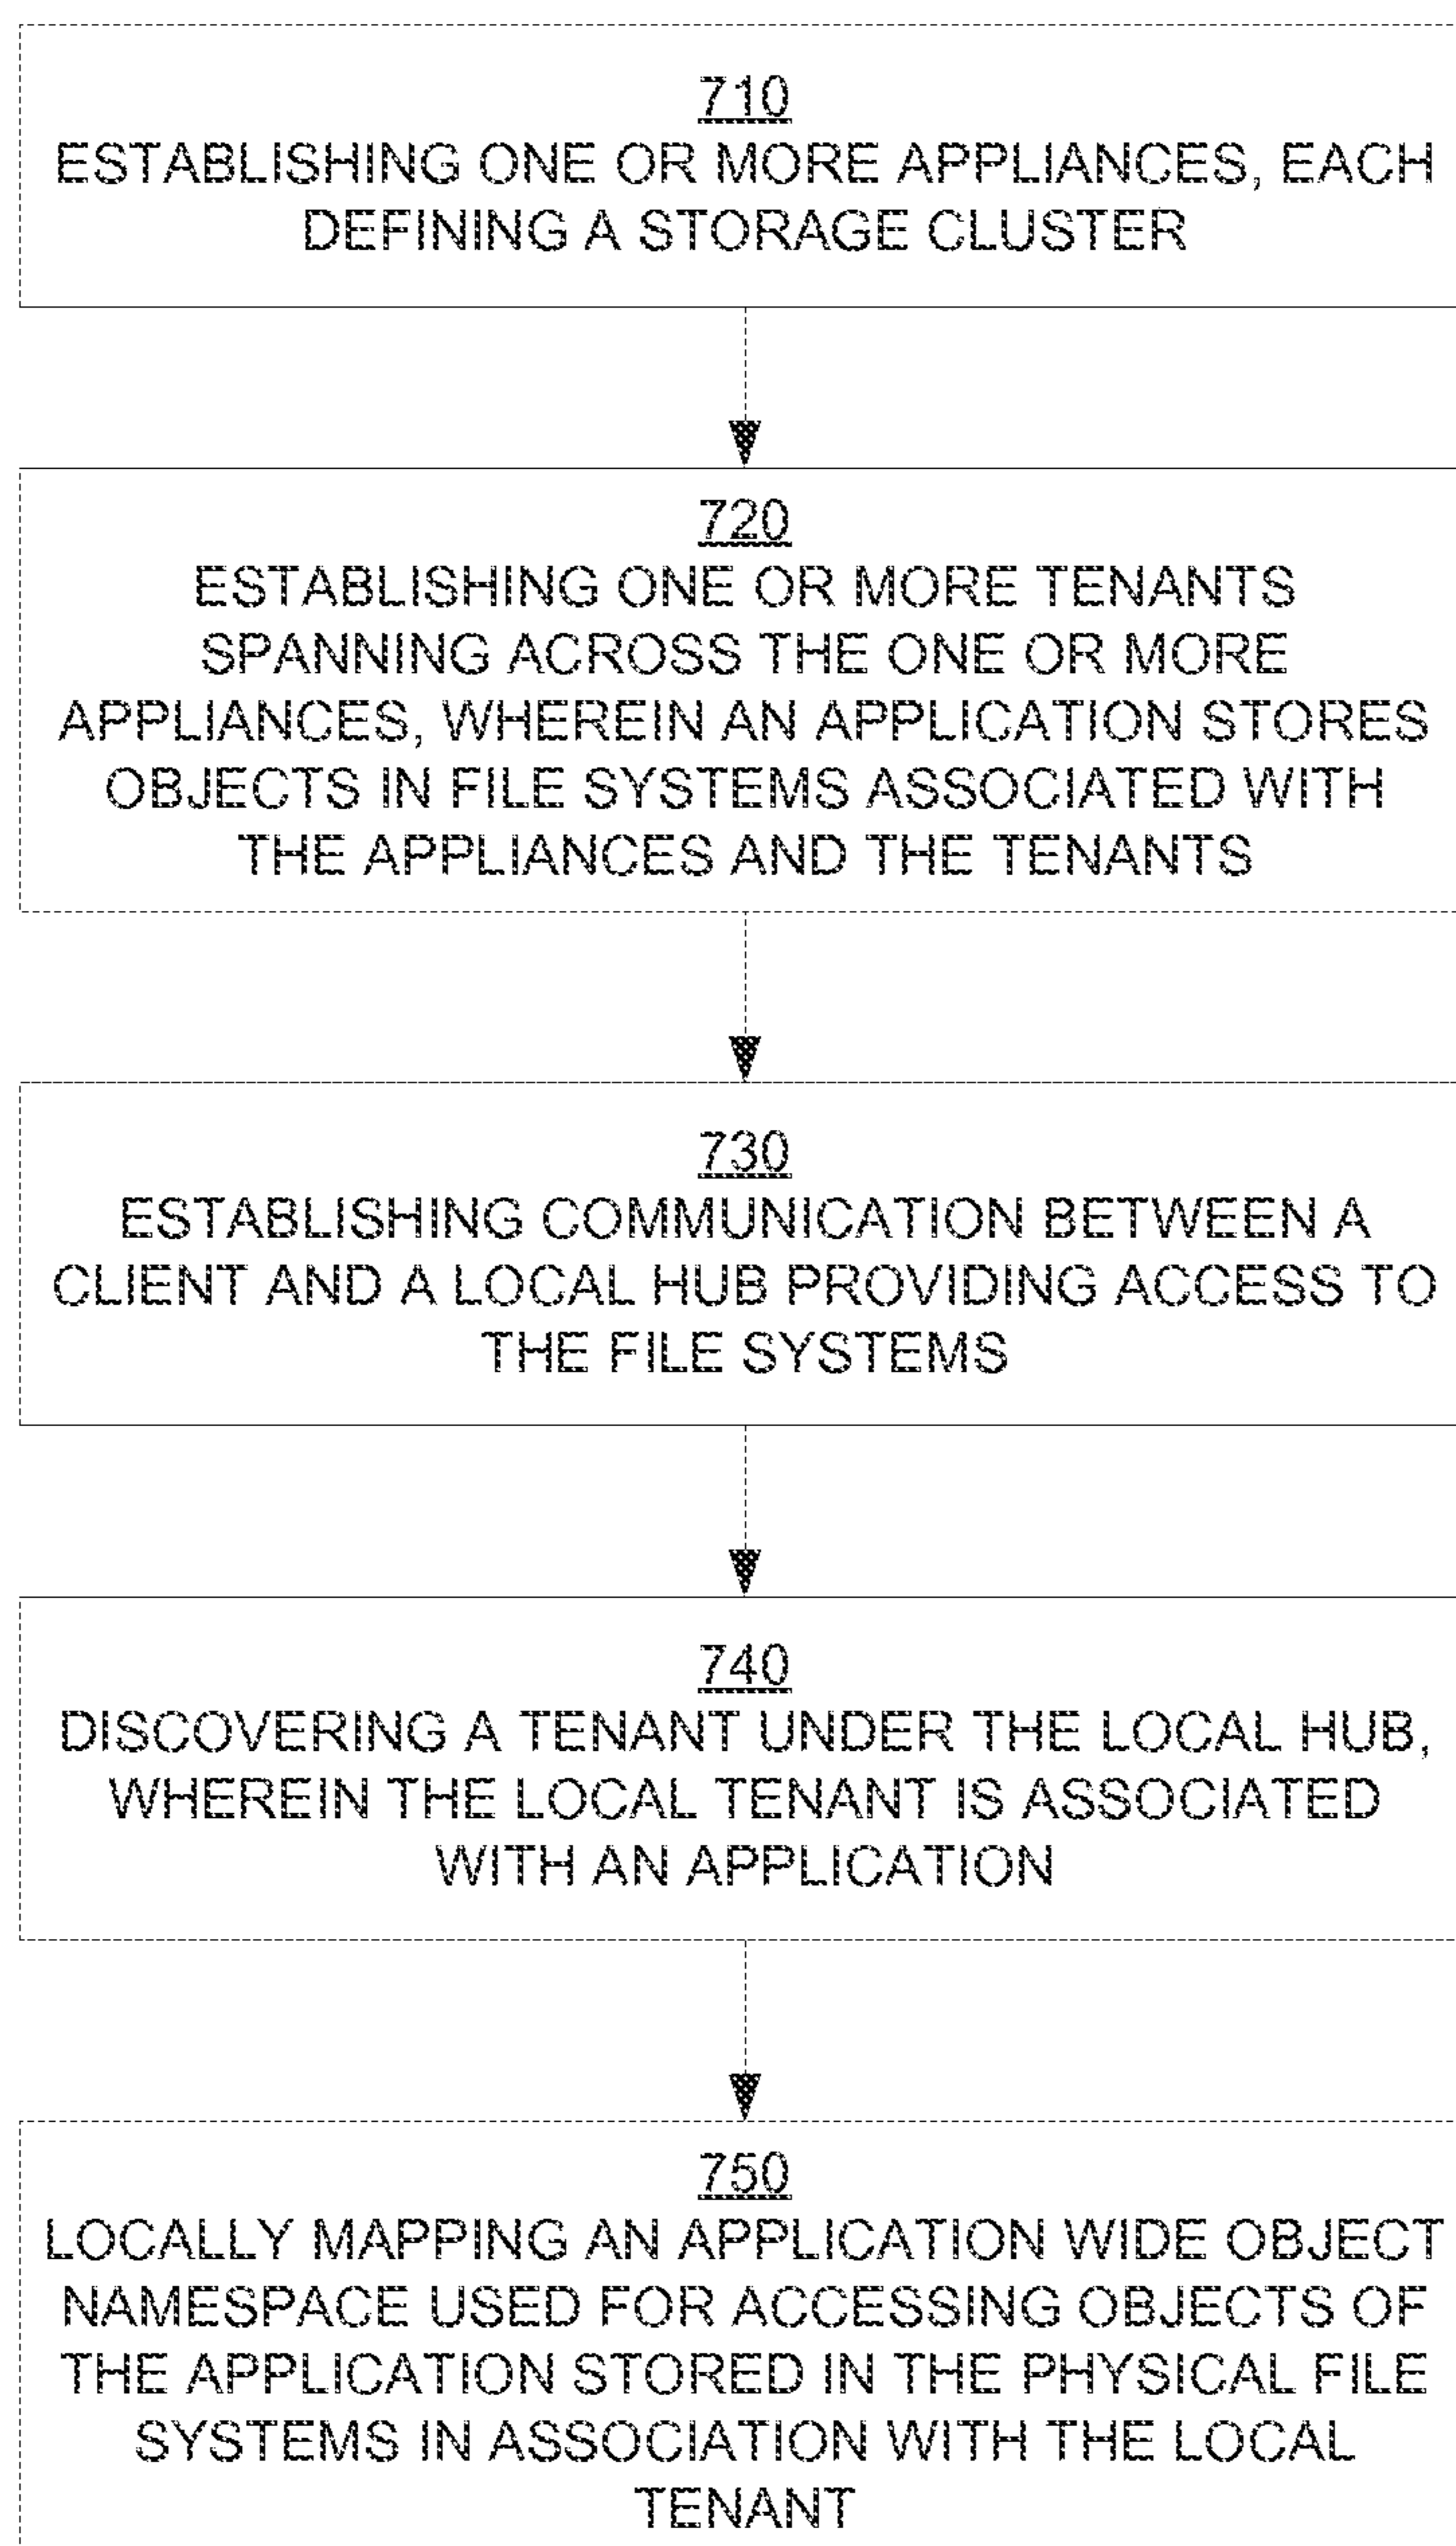 710
ESTABLISHING ONE OR MORE APPLIANCES, EACH
DEFINING A STORAGE CLUSTER
720
ESTABLISHING ONE OR MORE TENANTS
SPANNING ACROSS THE ONE OR MORE
APPLIANCES, WHEREIN AN APPLICATION STORES
OBJECTS IN FILE SYSTEMS ASSOCIATED WITH
THE APPLIANCES AND THE TENANTS
730
ESTABLISHING COMMUNICATION BETWEEN A
CLIENT AND A LOCAL HUB PROVIDING ACCESS TO
THE FILE SYSTEMS
740
DISCOVERING A TENANT UNDER THE LOCAL HUB,
WHEREIN THE LOCAL TENANT IS ASSOCIATED
WITH AN APPLICATION
750
LOCALLY MAPPING AN APPLICATION WIDE OBJECT
NAMESPACE USED FOR ACCESSING OBJECTS OF
THE APPLICATION STORED IN THE PHYSICAL FILE
SYSTEMS IN ASSOCIATION WITH THE LOCAL
TENANT